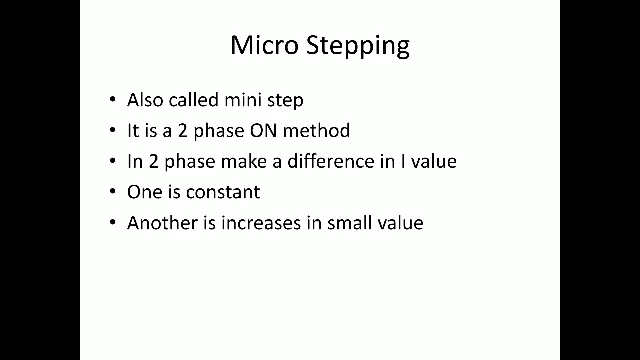 Micro Stepping
• Also called mini step
• It is a 2 phase ON method
• In 2 phase make a difference in I value
• One is constant
• Another is increases in small value